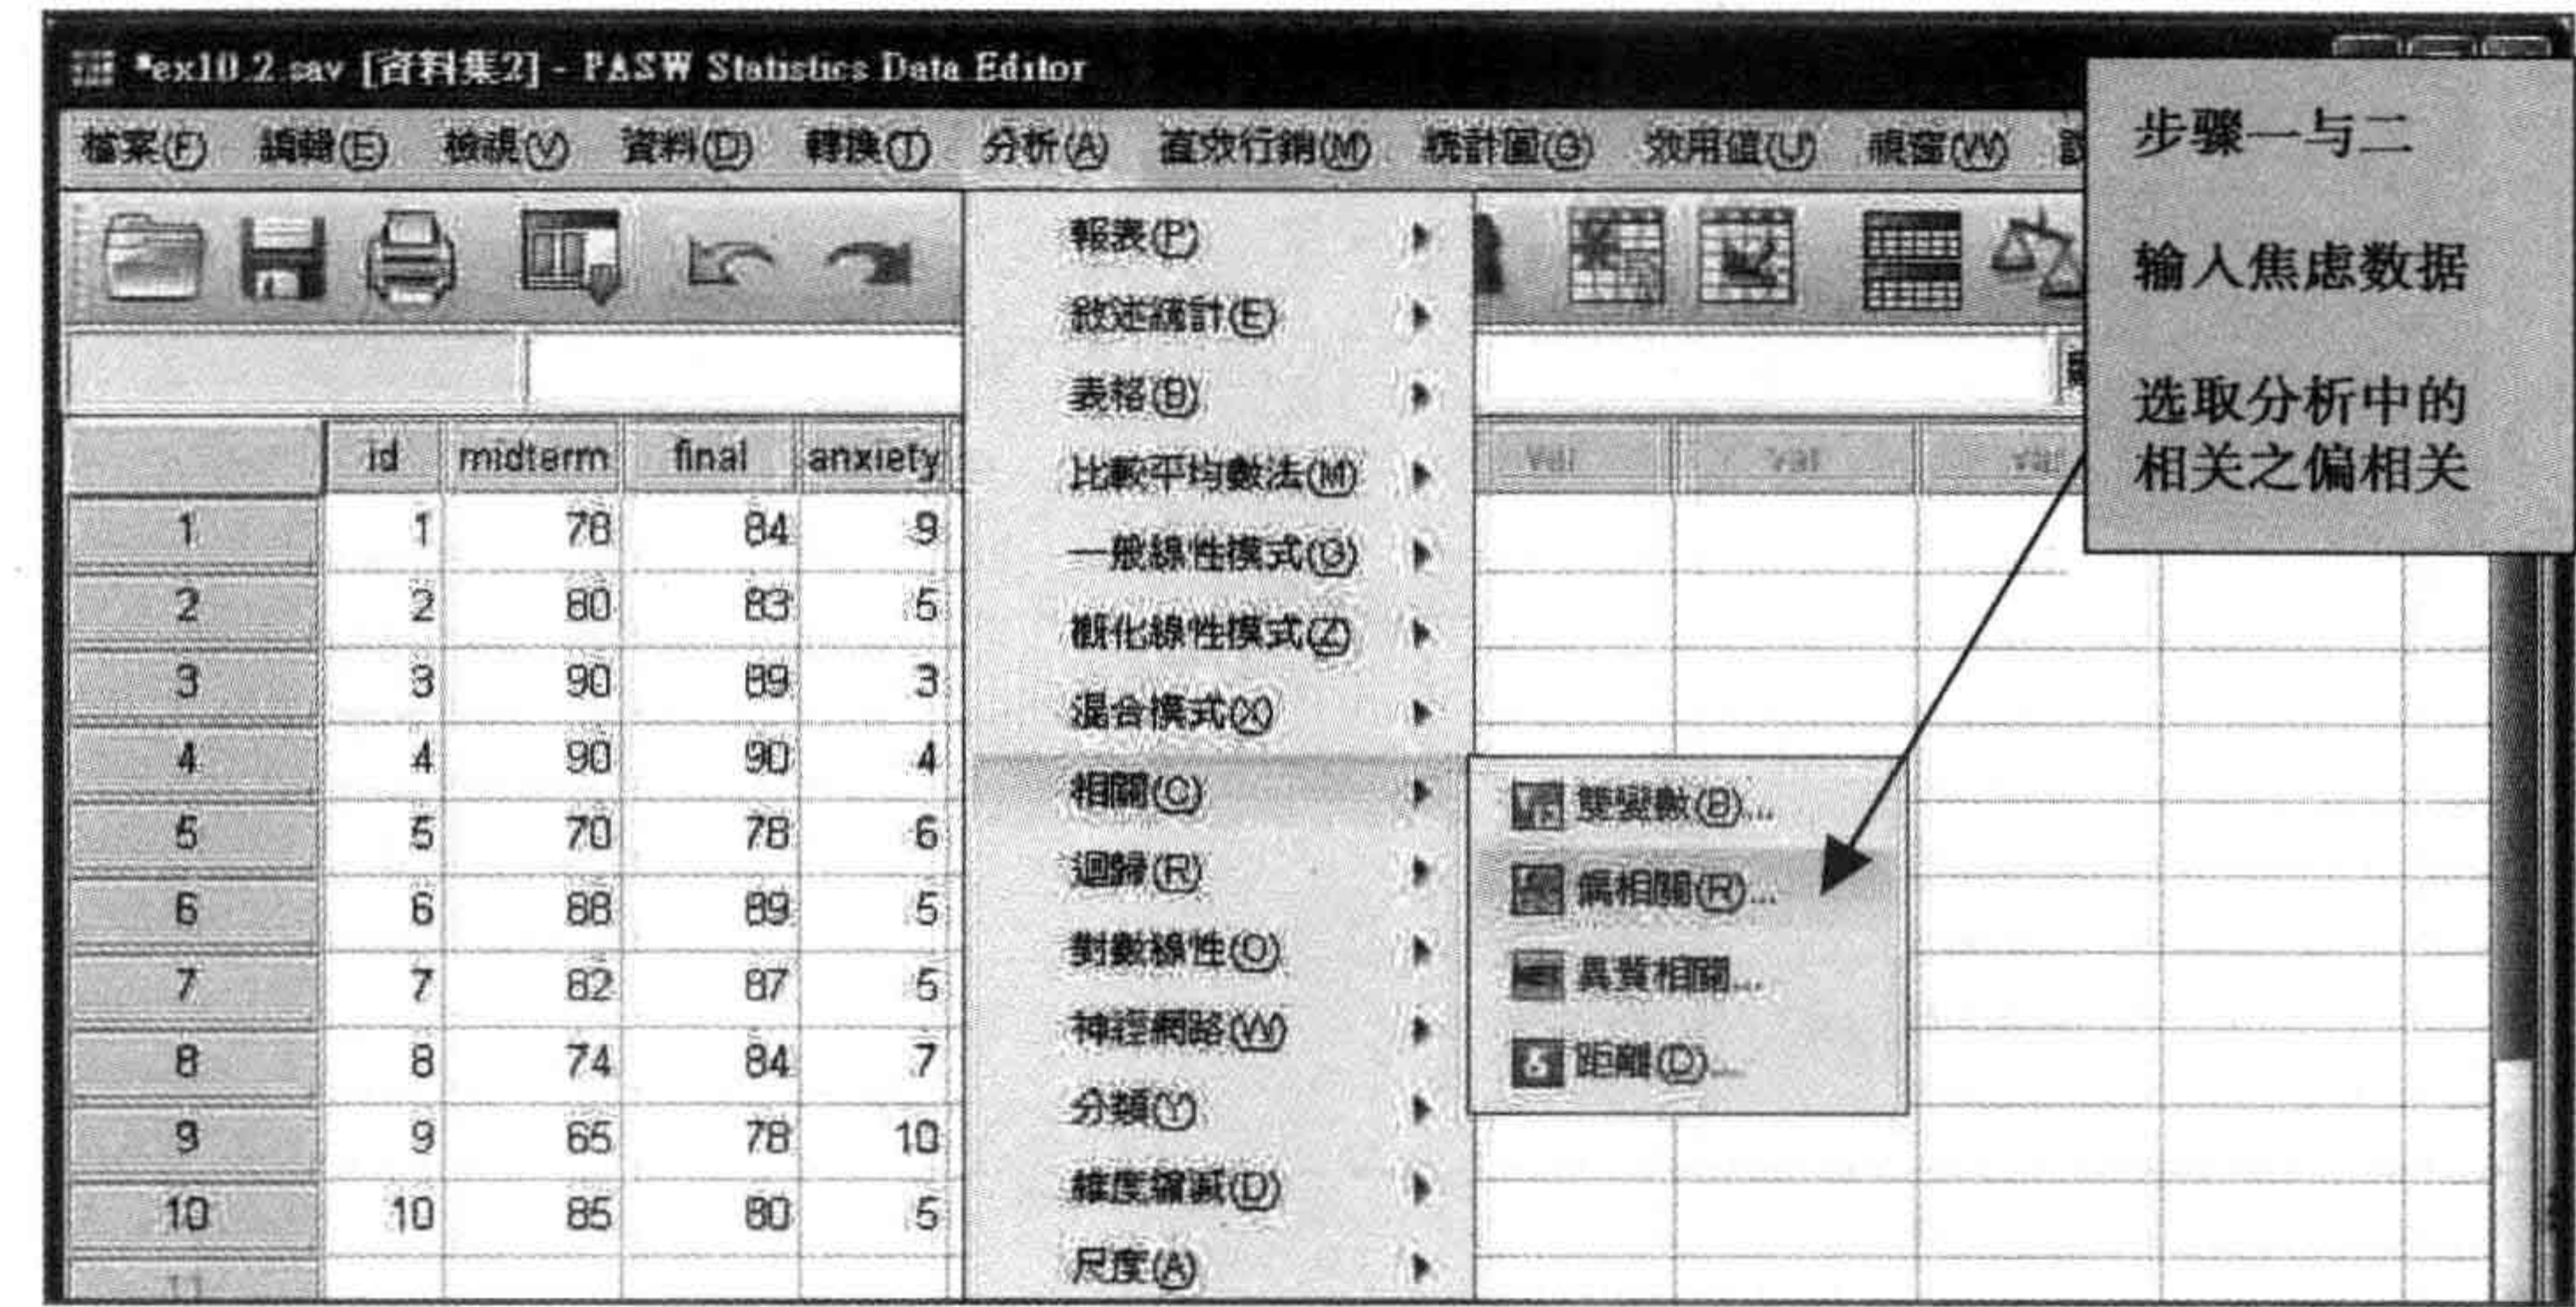 *ex10.2.sav [資料集2] - PASW Statistics Data Editor
檔案(F) 編輯(E) 檢視(V) 資料(D) 轉換(T) 分析(A) 直效行銷(M) 統計圖(G) 效用值(U) 視窗(W)
步骤一与二
输入焦虑数据
选取分析中的
相关之偏相关
報表(P)
敘述統計(E)
表格(B)
比較平均數法(M)
一般線性模式(G)
概化線性模式(Z)
混合模式(X)
相關(C)
迴歸(R)
對數線性(O)
神經網路(W)
分類(Y)
維度縮減(D)
尺度(A)
雙變數(B)...
偏相關(R)...
異質相關...
距離(D)...
id midterm final anxiety var var var
1 1 78 84 9
2 2 80 83 5
3 3 90 89 3
4 4 90 90 4
5 5 70 78 6
6 6 88 89 5
7 7 82 87 5
8 8 74 84 7
9 9 65 78 10
10 10 85 80 5
11